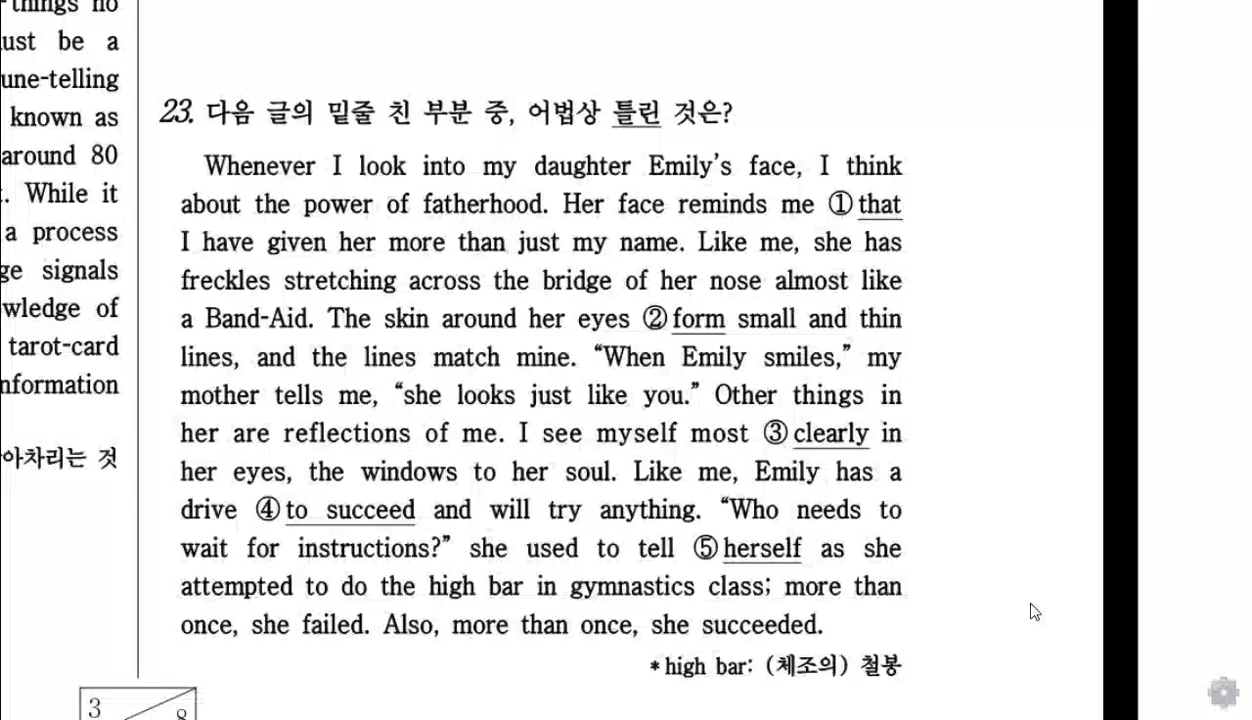 things no
ust be a
une-telling
known as
around 80
. While it
a process
ge signals
wledge of
tarot-card
nformation
아차리는 것
23. 다음 글의 밑줄 친 부분 중, 어법상 틀린 것은?
Whenever I look into my daughter Emily's face, I think
about the power of fatherhood. Her face reminds me ① that
I have given her more than just my name. Like me, she has
freckles stretching across the bridge of her nose almost like
a Band-Aid. The skin around her eyes ② form small and thin
lines, and the lines match mine. “When Emily smiles,” my
mother tells me, “she looks just like you.” Other things in
her are reflections of me. I see myself most ③ clearly in
her eyes, the windows to her soul. Like me, Emily has a
drive ④ to succeed and will try anything. “Who needs to
wait for instructions?” she used to tell ⑤ herself as she
attempted to do the high bar in gymnastics class; more than
once, she failed. Also, more than once, she succeeded.
* high bar: (체조의) 철봉
3
8